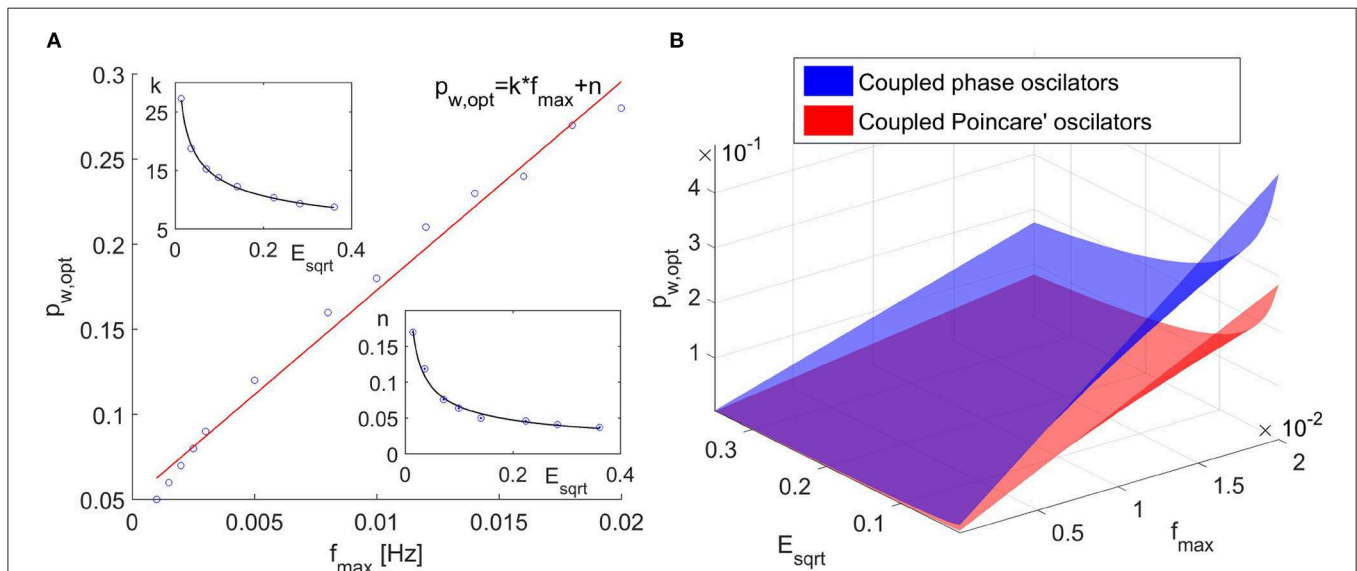 A
0.3
0.25
0.2
0.15
0.1
0.05
p_w,opt
0
0.005
0.01
0.015
0.02
f_max [Hz]
p_w,opt=k*f_max+n
k
25
15
5
0
0.2
0.4
E_sqrt
n
0.15
0.1
0.05
0
0
0.2
0.4
E_sqrt
B
Coupled phase oscilators
Coupled Poincare' oscilators
× 10^-1
4
3
2
1
p_w,opt
0.3
0.2
0.1
E_sqrt
0.5
1
1.5
2
× 10^-2
f_max